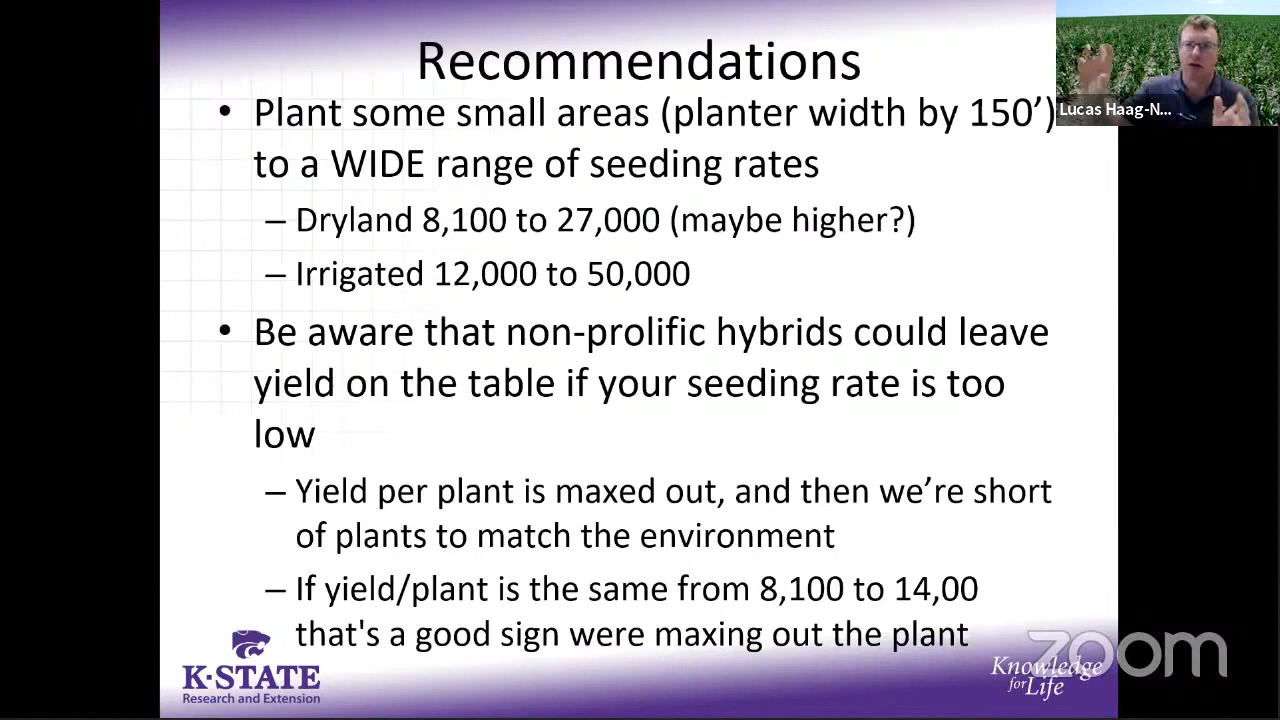 Recommendations
• Plant some small areas (planter width by 150’)
to a WIDE range of seeding rates
– Dryland 8,100 to 27,000 (maybe higher?)
– Irrigated 12,000 to 50,000
• Be aware that non-prolific hybrids could leave
yield on the table if your seeding rate is too
low
– Yield per plant is maxed out, and then we’re short
of plants to match the environment
– If yield/plant is the same from 8,100 to 14,00
that's a good sign were maxing out the plant
K-STATE
Research and Extension
Knowledge
for Life
zoom
Lucas Haag-N...